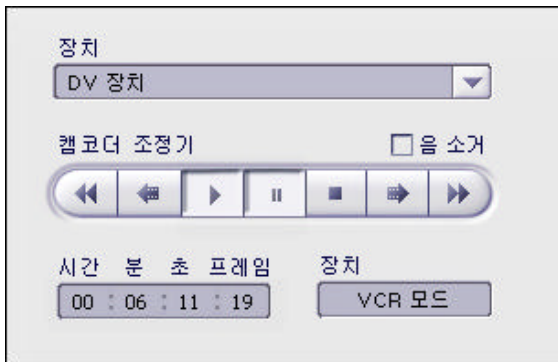 장치
DV 장치
캠코더 조정기 음 소거
시간 분 초 프레임 장치
00 : 06 : 11 : 19 VCR 모드